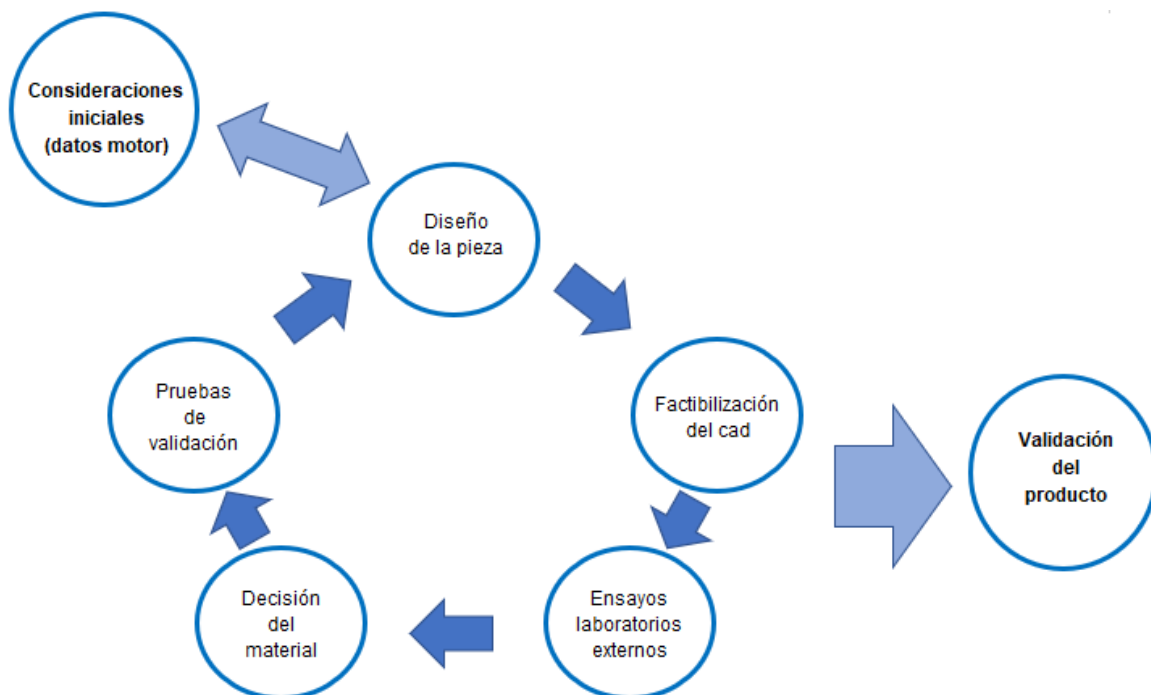 Consideraciones
iniciales
(datos motor)
Diseño
de la pieza
Factibilización
del cad
Ensayos
laboratorios
externos
Decisión
del
material
Pruebas
de
validación
Validación
del
producto